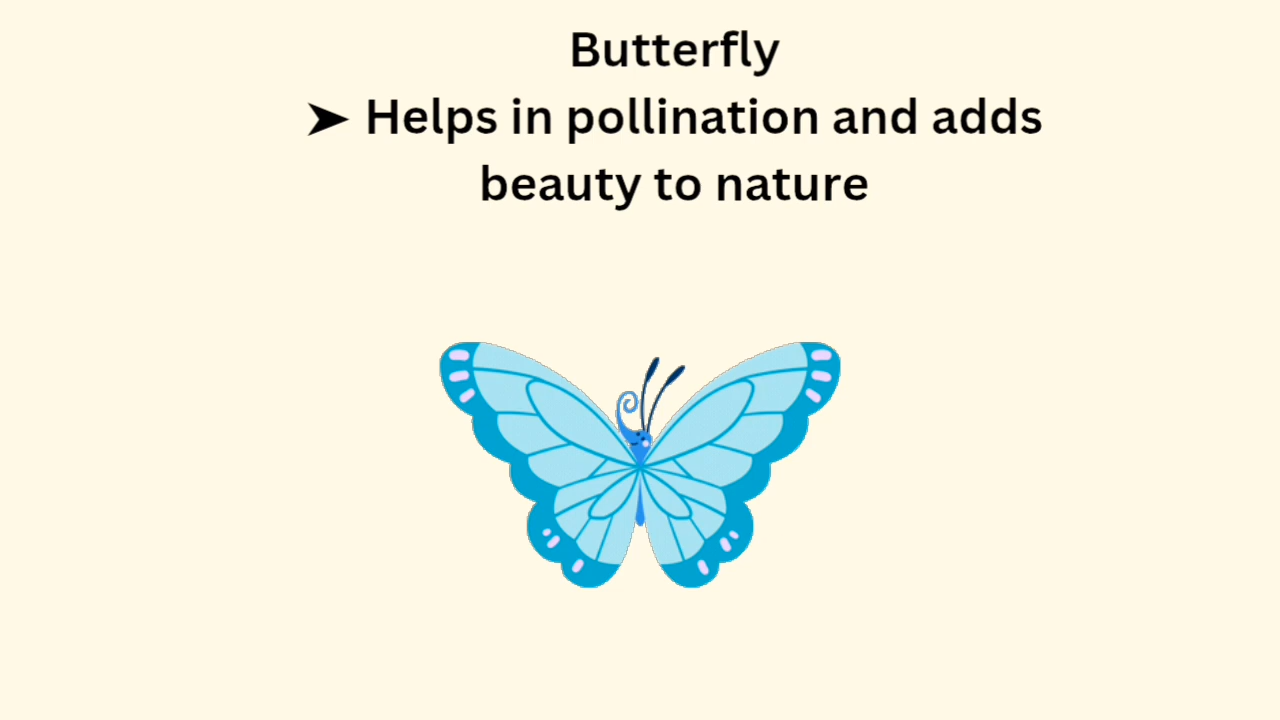 Butterfly
➤ Helps in pollination and adds
beauty to nature